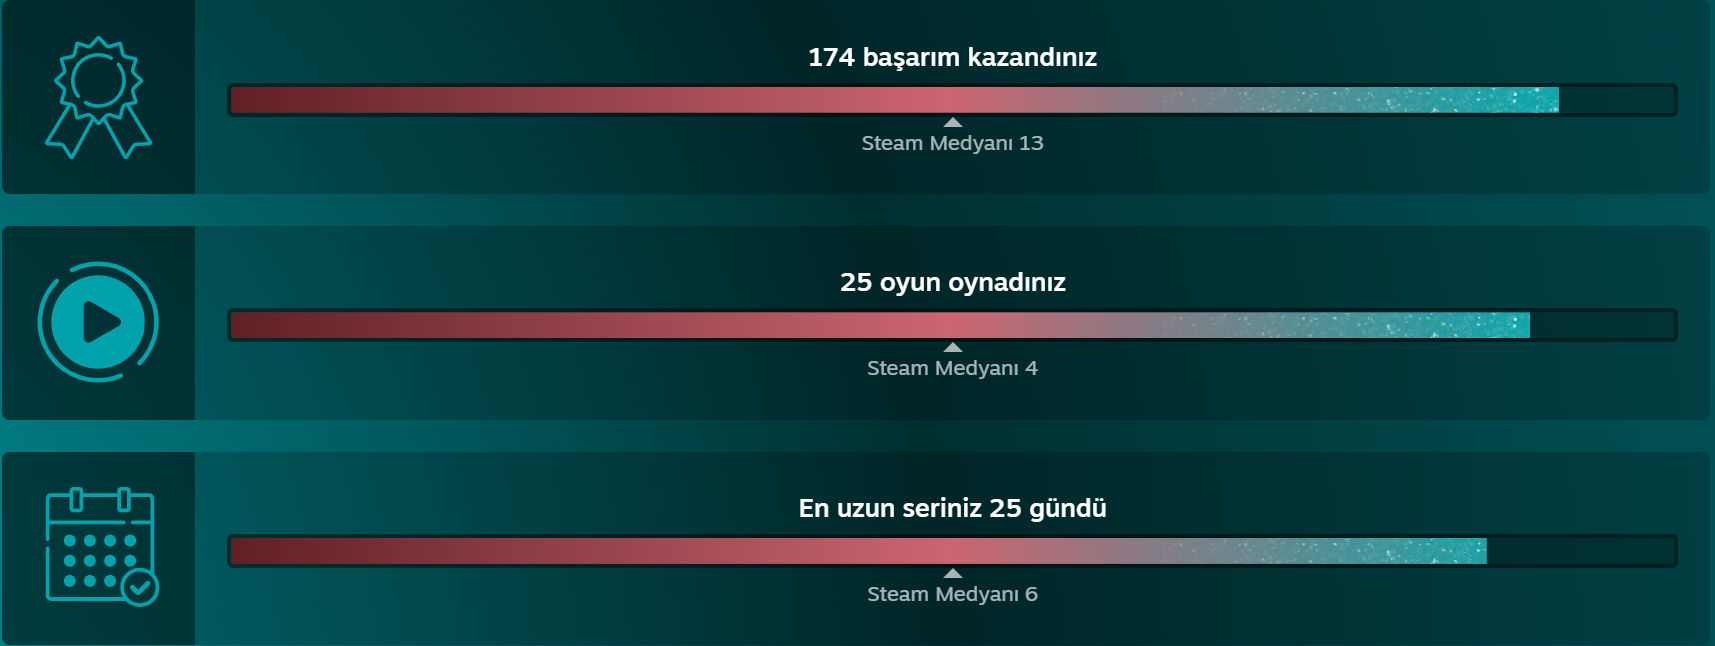 174 başarım kazandınız
Steam Medyanı 13
25 oyun oynadınız
Steam Medyanı 4
En uzun seriniz 25 gündü
Steam Medyanı 6